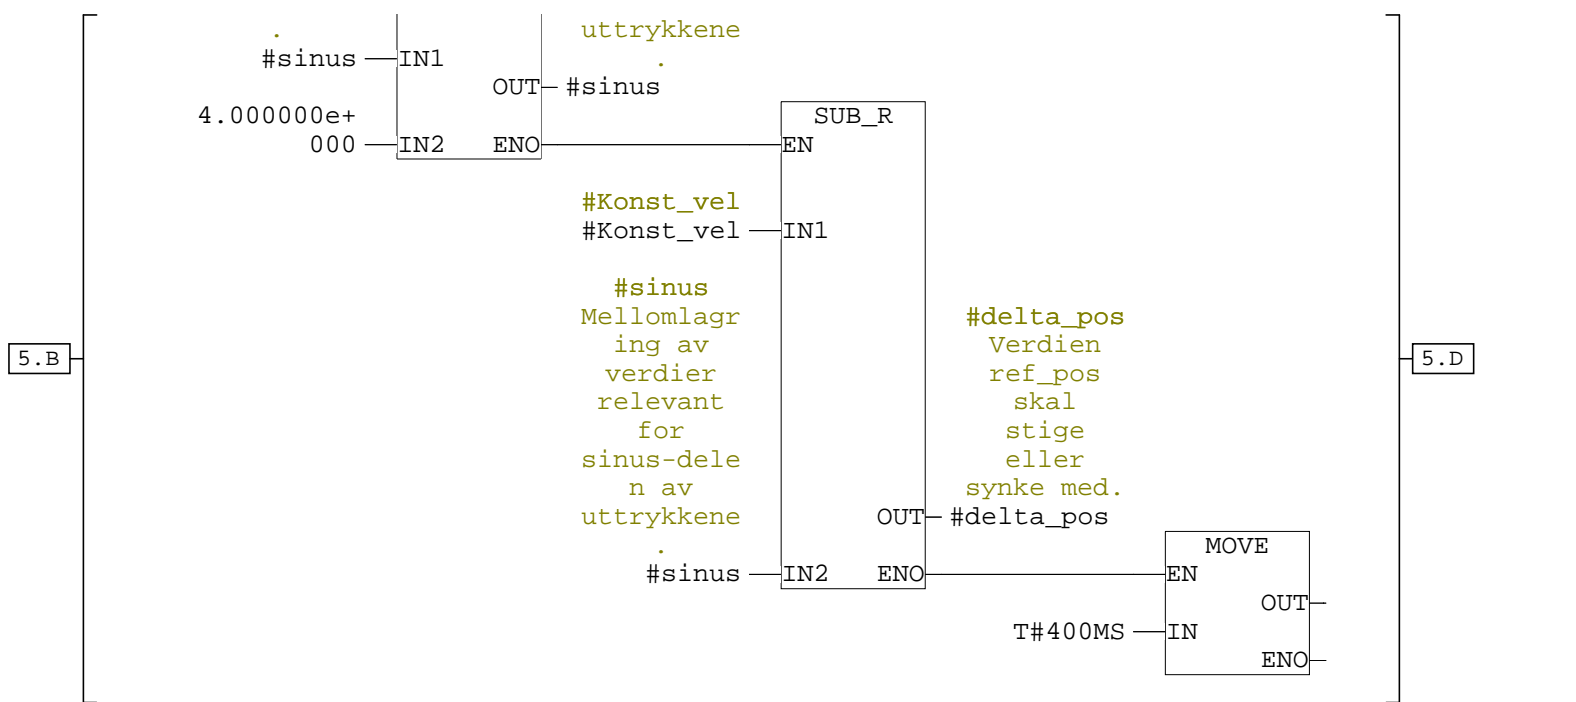 .
uttrykkene
.
#sinus IN1
OUT #sinus
4.000000e+
000 IN2 ENO
SUB_R
EN
#Konst_vel
#Konst_vel IN1
#sinus
Mellomlagr
ing av
verdier
relevant
for
sinus-dele
n av
uttrykkene
.
#sinus IN2 ENO
#delta_pos
Verdien
ref_pos
skal
stige
eller
synke med.
OUT #delta_pos
MOVE
EN
OUT
T#400MS IN
ENO
5.B
5.D